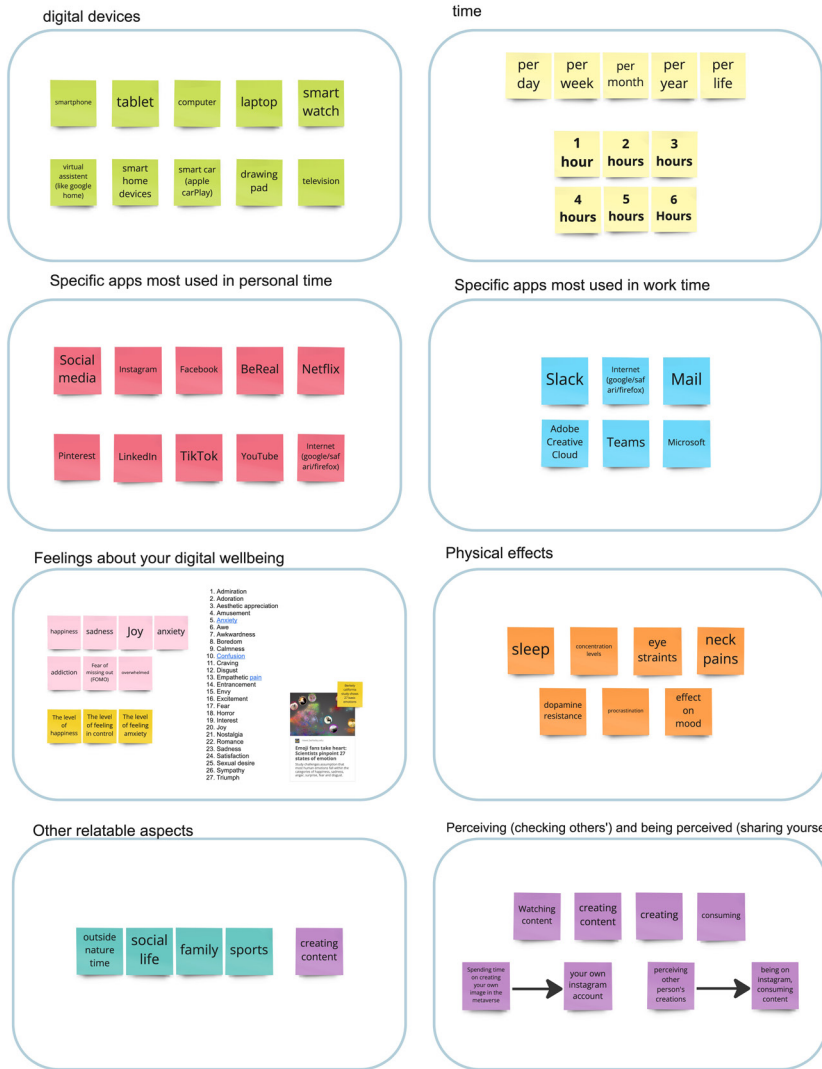 digital devices
time
smartphone
tablet
computer
laptop
smart
watch
virtual
assistent
(like google
home)
smart
home
devices
smart car
(apple
carPlay)
drawing
pad
television
per
day
per
week
per
month
per
year
per
life
1
hour
2
hours
3
hours
4
hours
5
hours
6
Hours
Specific apps most used in personal time
Specific apps most used in work time
Social
media
Instagram
Facebook
BeReal
Netflix
Pinterest
LinkedIn
TikTok
YouTube
Internet
(google/saf
ari/firefox)
Slack
Internet
(google/saf
ari/firefox)
Mail
Adobe
Creative
Cloud
Teams
Microsoft
Feelings about your digital wellbeing
Physical effects
happiness
sadness
Joy
anxiety
addiction
Fear of
missing out
(FOMO)
overwhelmed
The level
of
happiness
The level of
feeling in
control
The level
of feeling
amxiety
1. Admiration
2. Adoration
3. Aesthetic appreciation
4. Amusement
5. Anxiety
6. Awe
7. Awkwardness
8. Boredom
9. Calmness
10. Confusion
11. Craving
12. Disgust
13. Empathetic pain
14. Entrancement
15. Envy
16. Excitement
17. Fear
18. Horror
19. Interest
20. Joy
21. Nostalgia
22. Romance
23. Sadness
24. Satisfaction
25. Sexual desire
26. Sympathy
27. Triumph
Emoji fans take heart:
Scientists pinpoint 27
states of emotion
sleep
concentration
levels
eye
straints
neck
pains
dopamine
resistance
procrastination
effect
on
mood
Other relatable aspects
Perceiving (checking others') and being perceived (sharing yourse
outside
nature
time
social
life
family
sports
creating
content
Watching
content
creating
content
creating
consuming
Spending time
on creating
your own
image in the
metaverse
your own
instagram
account
perceiving
other
person's
creations
being on
instagram,
consuming
content